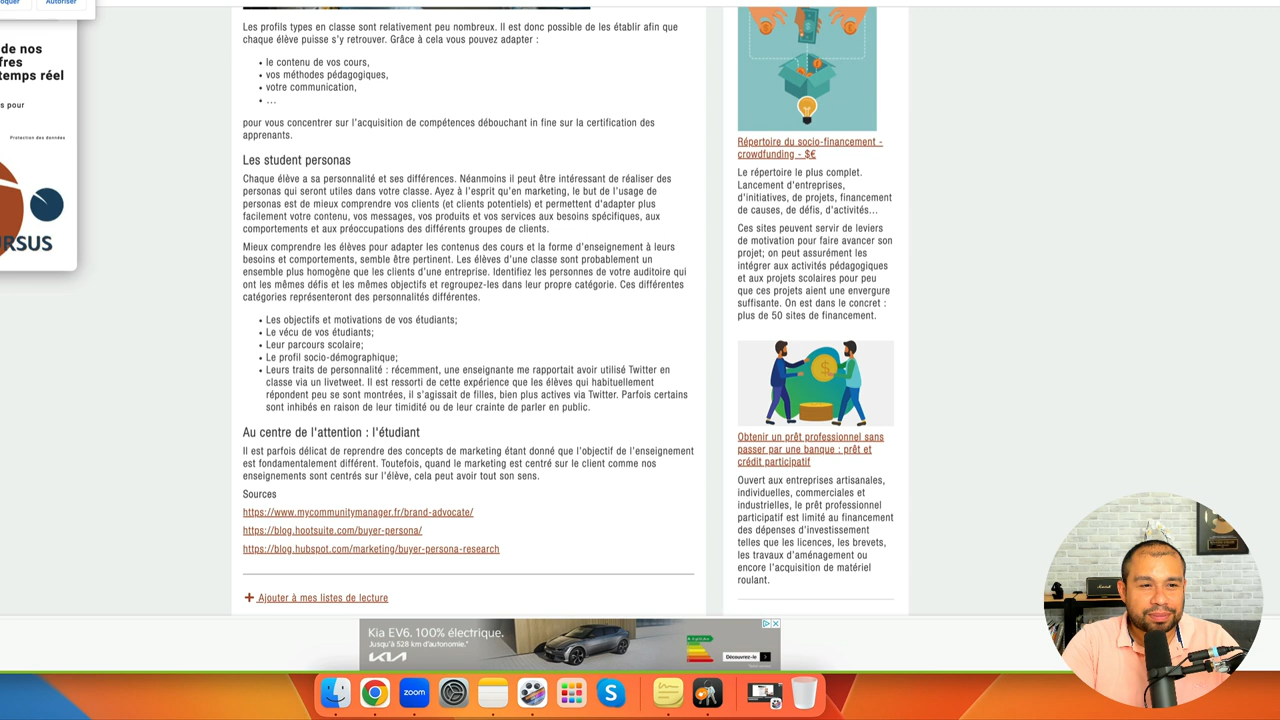 oquer
Autoriser
de nos
fres
temps réel
s pour
Protection des données
RSUS
Les profils types en classe sont relativement peu nombreux. Il est donc possible de les établir afin que
chaque élève puisse s'y retrouver. Grâce à cela vous pouvez adapter :
• le contenu de vos cours,
• vos méthodes pédagogiques,
• votre communication,
• …
pour vous concentrer sur l'acquisition de compétences débouchant in fine sur la certification des
apprenants.
Les student personas
Chaque élève a sa personnalité et ses différences. Néanmoins il peut être intéressant de réaliser des
personas qui seront utiles dans votre classe. Ayez à l'esprit qu'en marketing, le but de l'usage de
personas est de mieux comprendre vos clients (et clients potentiels) et permettent d'adapter plus
facilement votre contenu, vos messages, vos produits et vos services aux besoins spécifiques, aux
comportements et aux préoccupations des différents groupes de clients.
Mieux comprendre les élèves pour adapter les contenus des cours et la forme d'enseignement à leurs
besoins et comportements, semble être pertinent. Les élèves d'une classe sont probablement un
ensemble plus homogène que les clients d'une entreprise. Identifiez les personnes de votre auditoire qui
ont les mêmes défis et les mêmes objectifs et regroupez-les dans leur propre catégorie. Ces différentes
catégories représenteront des personnalités différentes.
• Les objectifs et motivations de vos étudiants;
• Le vécu de vos étudiants;
• Leur parcours scolaire;
• Le profil socio-démographique;
• Leurs traits de personnalité : récemment, une enseignante me rapportait avoir utilisé Twitter en
classe via un livetweet. Il est ressorti de cette expérience que les élèves qui habituellement
répondent peu se sont montrées, il s'agissait de filles, bien plus actives via Twitter. Parfois certains
sont inhibés en raison de leur timidité ou de leur crainte de parler en public.
Au centre de l'attention : l'étudiant
Il est parfois délicat de reprendre des concepts de marketing étant donné que l'objectif de l'enseignement
est fondamentalement différent. Toutefois, quand le marketing est centré sur le client comme nos
enseignements sont centrés sur l'élève, cela peut avoir tout son sens.
Sources
https://www.mycommunitymanager.fr/brand-advocate/
https://blog.hootsuite.com/buyer-persona/
https://blog.hubspot.com/marketing/buyer-persona-research
+ Ajouter à mes listes de lecture
Répertoire du socio-financement -
crowdfunding - $€
Le répertoire le plus complet.
Lancement d'entreprises,
d'initiatives, de projets, financement
de causes, de défis, d'activités…
Ces sites peuvent servir de leviers
de motivation pour faire avancer son
projet; on peut assurément les
intégrer aux activités pédagogiques
et aux projets scolaires pour peu
que ces projets aient une envergure
suffisante. On est dans le concret :
plus de 50 sites de financement.
Obtenir un prêt professionnel sans
passer par une banque : prêt et
crédit participatif
Ouvert aux entreprises artisanales,
individuelles, commerciales et
industrielles, le prêt professionnel
participatif est limité au financement
des dépenses d'investissement
telles que les licences, les brevets,
les travaux d'aménagement ou
encore l'acquisition de matériel
roulant.
Kia EV6. 100% électrique.
Jusqu'à 528 km d'autonomie.*
KIA
Découvrez-le
zoom
Marshall